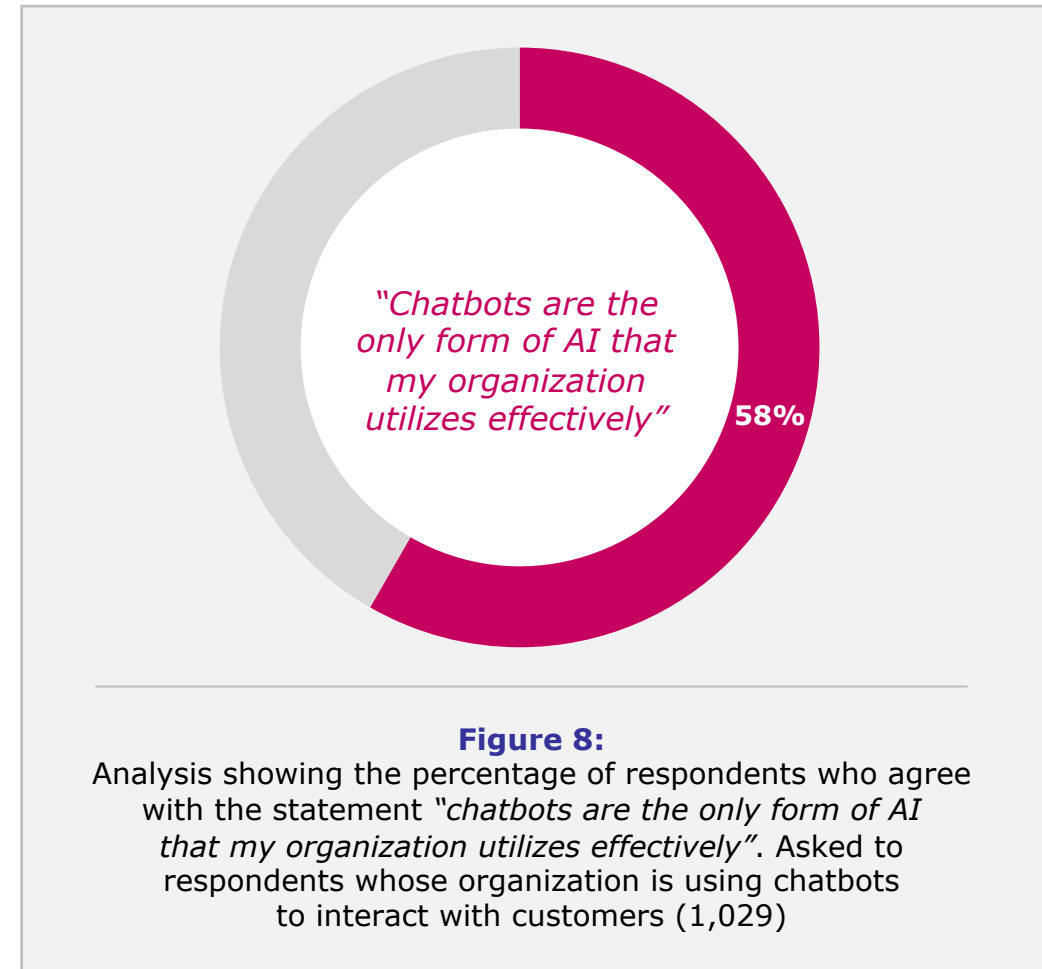 “Chatbots are the
only form of AI that
my organization
utilizes effectively”
58%
Figure 8:
Analysis showing the percentage of respondents who agree
with the statement “chatbots are the only form of AI
that my organization utilizes effectively”. Asked to
respondents whose organization is using chatbots
to interact with customers (1,029)